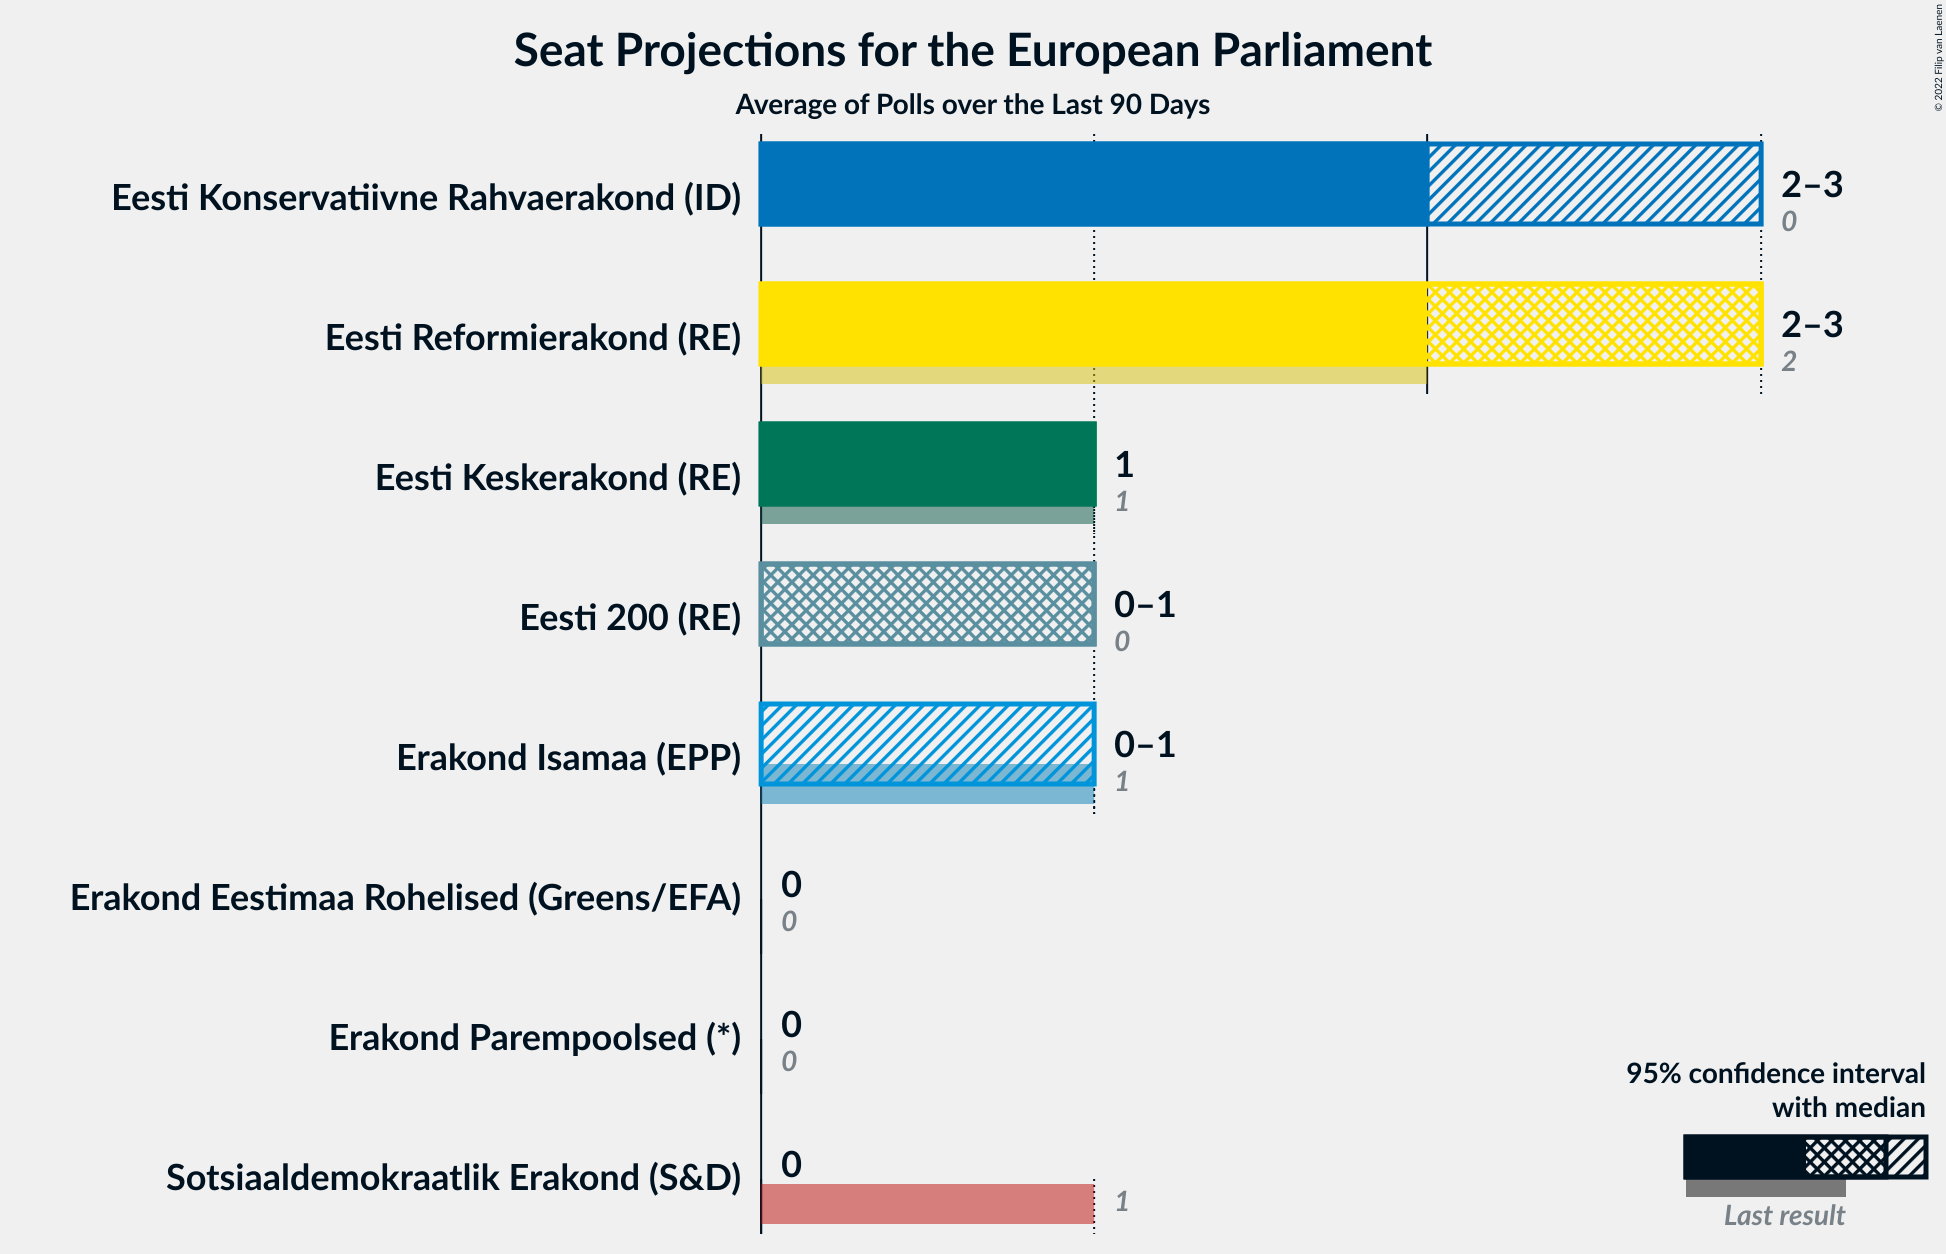 Seat Projections for the European Parliament
Average of Polls over the Last 90 Days
© 2022 Filip van Laenen
Eesti Konservatiivne Rahvaerakond (ID)
2–3
0
Eesti Reformierakond (RE)
2–3
2
Eesti Keskerakond (RE)
1
1
Eesti 200 (RE)
0–1
0
Erakond Isamaa (EPP)
0–1
1
Erakond Eestimaa Rohelised (Greens/EFA)
0
0
Erakond Parempoolsed (*)
0
0
Sotsiaaldemokraatlik Erakond (S&D)
0
1
95% confidence interval
with median
Last result